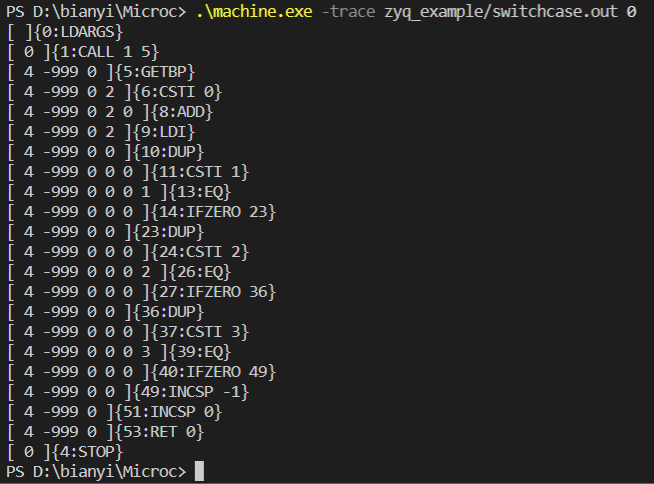 PS D:\bianyi\Microc> .\machine.exe -trace zyq_example/switchcase.out 0
[ ]{0:LDARGS}
[ 0 ]{1:CALL 1 5}
[ 4 -999 0 ]{5:GETBP}
[ 4 -999 0 2 ]{6:CSTI 0}
[ 4 -999 0 2 0 ]{8:ADD}
[ 4 -999 0 2 ]{9:LDI}
[ 4 -999 0 0 ]{10:DUP}
[ 4 -999 0 0 0 ]{11:CSTI 1}
[ 4 -999 0 0 0 1 ]{13:EQ}
[ 4 -999 0 0 0 ]{14:IFZERO 23}
[ 4 -999 0 0 ]{23:DUP}
[ 4 -999 0 0 0 ]{24:CSTI 2}
[ 4 -999 0 0 0 2 ]{26:EQ}
[ 4 -999 0 0 0 ]{27:IFZERO 36}
[ 4 -999 0 0 ]{36:DUP}
[ 4 -999 0 0 0 ]{37:CSTI 3}
[ 4 -999 0 0 0 3 ]{39:EQ}
[ 4 -999 0 0 0 ]{40:IFZERO 49}
[ 4 -999 0 0 ]{49:INCSP -1}
[ 4 -999 0 ]{51:INCSP 0}
[ 4 -999 0 ]{53:RET 0}
[ 0 ]{4:STOP}
PS D:\bianyi\Microc>